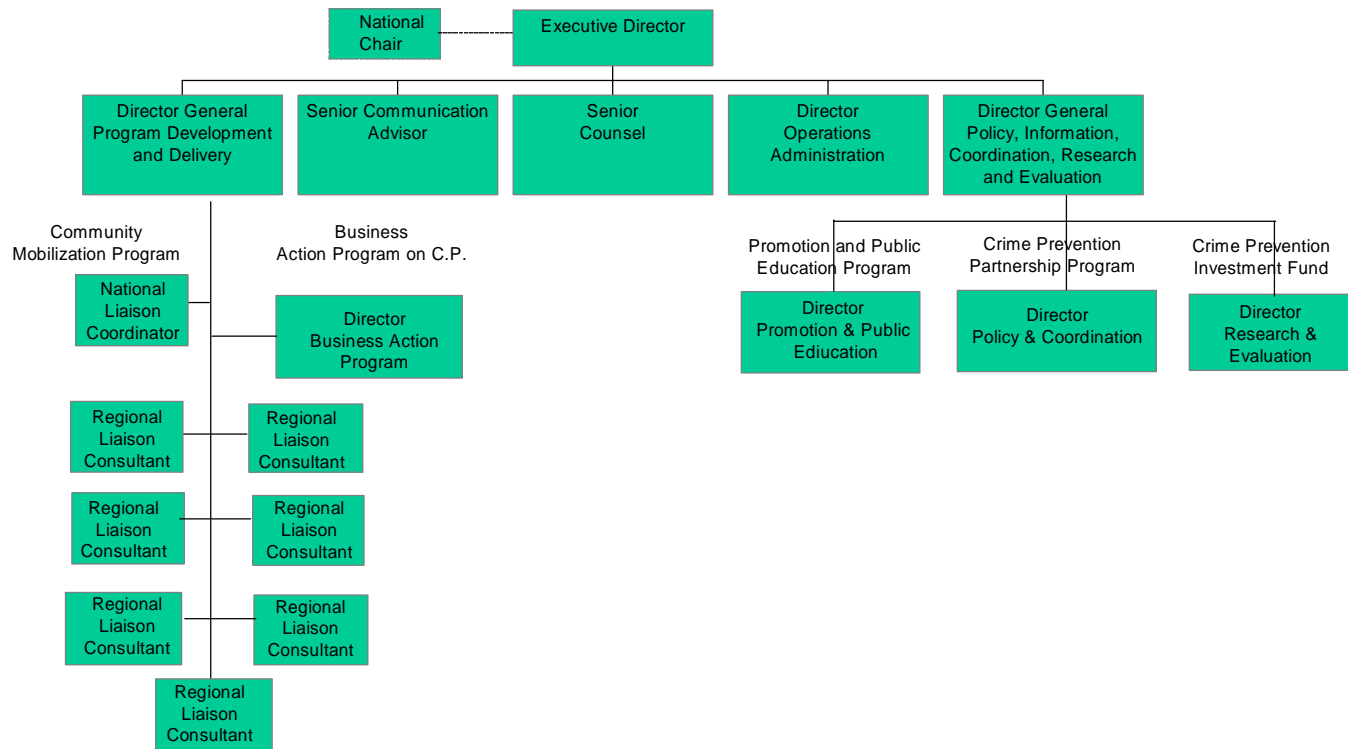 National
Chair
Executive Director
Director General
Program Development
and Delivery
Senior Communication
Advisor
Senior
Counsel
Director
Operations
Administration
Director General
Policy, Information,
Coordination, Research
and Evaluation
Community
Mobilization Program
Business
Action Program on C.P.
Promotion and Public
Education Program
Crime Prevention
Partnership Program
Crime Prevention
Investment Fund
National
Liaison
Coordinator
Director
Business Action
Program
Director
Promotion & Public
Ediucation
Director
Policy & Coordination
Director
Research &
Evaluation
Regional
Liaison
Consultant
Regional
Liaison
Consultant
Regional
Liaison
Consultant
Regional
Liaison
Consultant
Regional
Liaison
Consultant
Regional
Liaison
Consultant
Regional
Liaison
Consultant